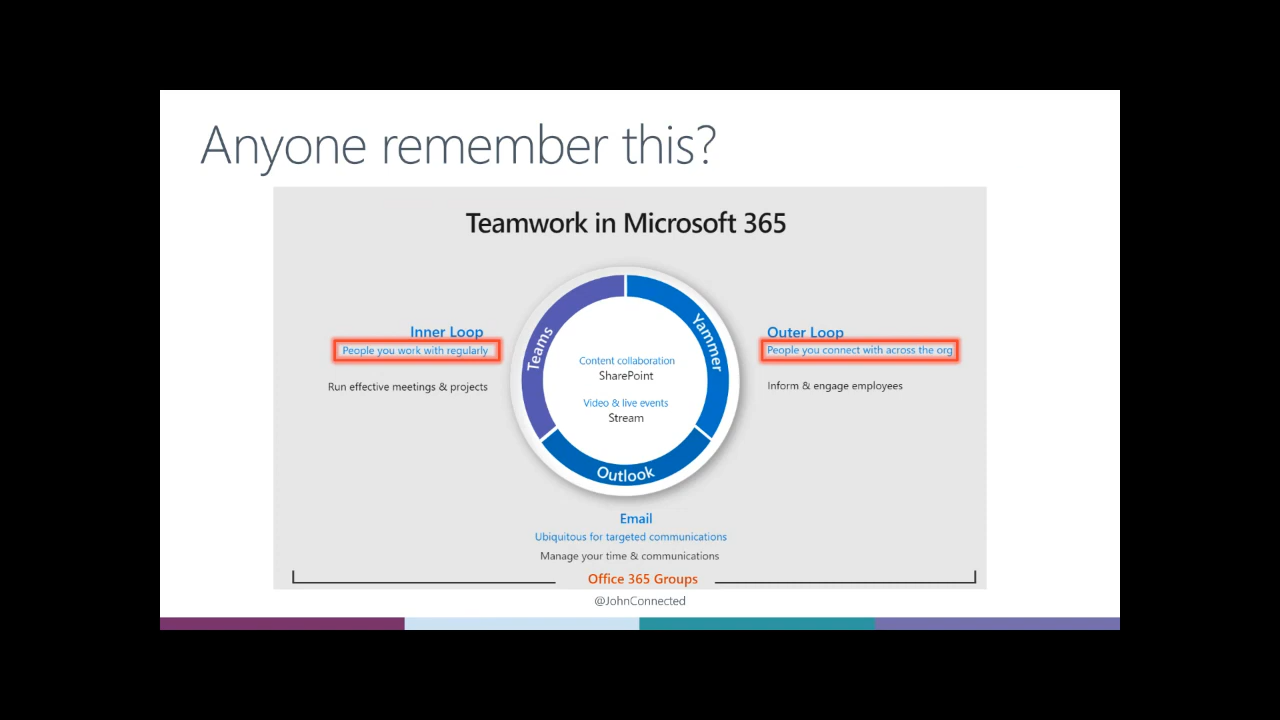 Anyone remember this?
Teamwork in Microsoft 365
Inner Loop
People you work with regularly
Run effective meetings & projects
Teams
Yammer
Outlook
Content collaboration
SharePoint
Video & live events
Stream
Outer Loop
People you connect with across the org
Inform & engage employees
Email
Ubiquitous for targeted communications
Manage your time & communications
Office 365 Groups
@JohnConnected